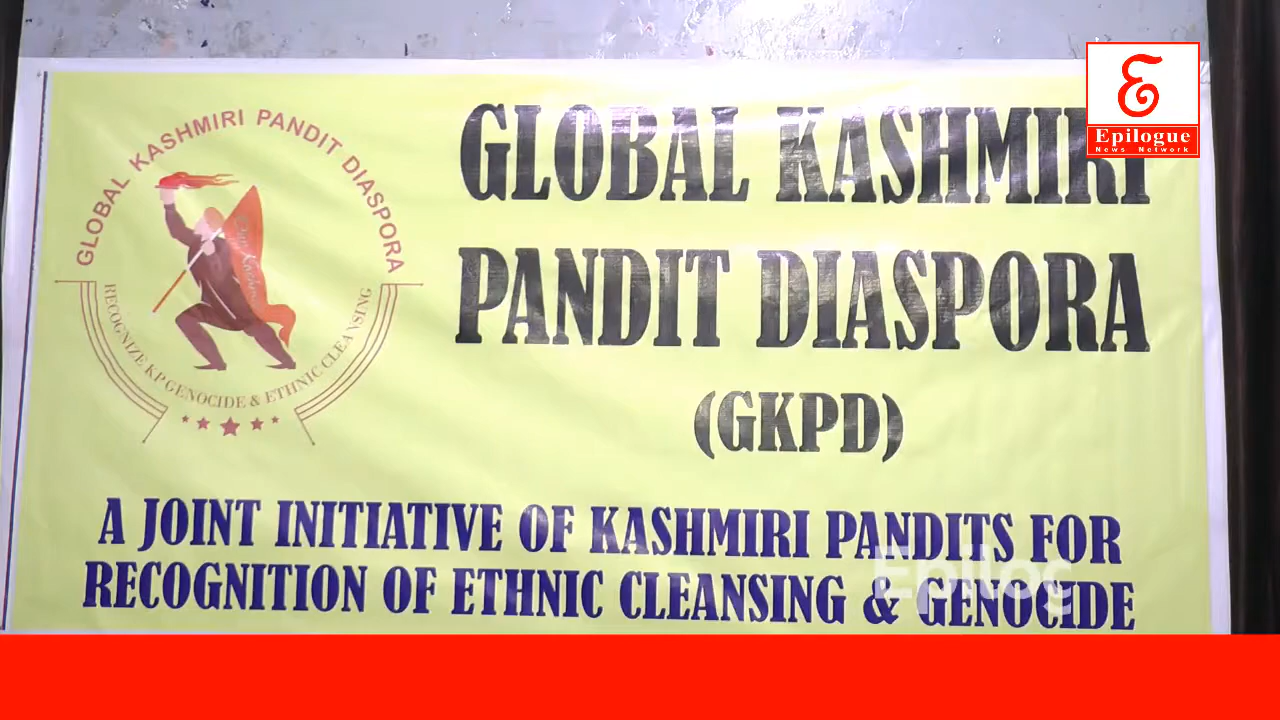 GLOBAL KASHMIRI PANDIT DIASPORA
RECOGNIZE KP GENOCIDE & ETHNIC CLEANSING
GLOBAL KASHMIRI
PANDIT DIASPORA
(GKPD)
A JOINT INITIATIVE OF KASHMIRI PANDITS FOR
RECOGNITION OF ETHNIC CLEANSING & GENOCIDE
Epilogue
News Network
Epilog